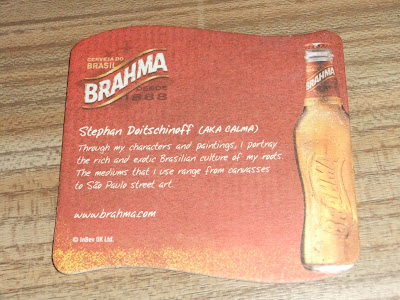 CERVEJA DO
BRASIL
BRAHMA
DESDE
1888
Stephan Doitschinoff (AKA CALMA)
Through my characters and paintings, I portray
the rich and exotic Brasilian culture of my roots.
The mediums that I use range from canvasses
to São Paulo street art.
www.brahma.com
© InBev UK Ltd.
BRAHMA
BRAHMA